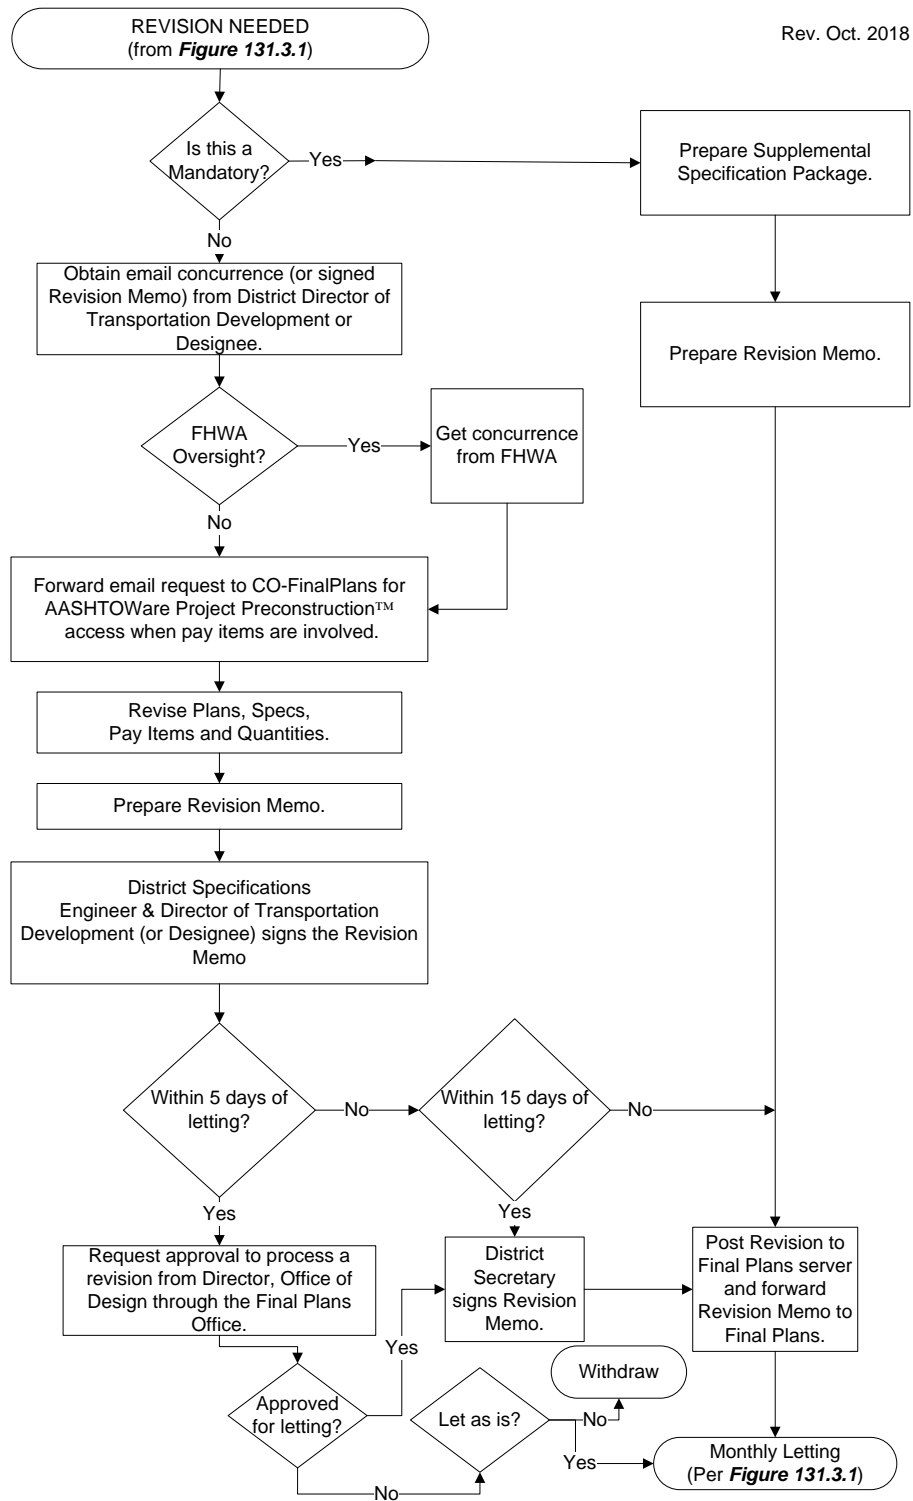 REVISION NEEDED
(from Figure 131.3.1)
Rev. Oct. 2018
Is this a
Mandatory?
Yes
Prepare Supplemental
Specification Package.
No
Obtain email concurrence (or signed
Revision Memo) from District Director of
Transportation Development or
Designee.
Prepare Revision Memo.
FHWA
Oversight?
Yes
Get concurrence
from FHWA
No
Forward email request to CO-FinalPlans for
AASHTOWare Project Preconstruction™
access when pay items are involved.
Revise Plans, Specs,
Pay Items and Quantities.
Prepare Revision Memo.
District Specifications
Engineer & Director of Transportation
Development (or Designee) signs the Revision
Memo
Within 5 days of
letting?
No
Within 15 days of
letting?
No
Yes
Yes
Request approval to process a
revision from Director, Office of
Design through the Final Plans
Office.
District
Secretary
signs Revision
Memo.
Post Revision to
Final Plans server
and forward
Revision Memo to
Final Plans.
Yes
Approved
for letting?
No
Let as is?
No
Withdraw
Yes
Monthly Letting
(Per Figure 131.3.1)